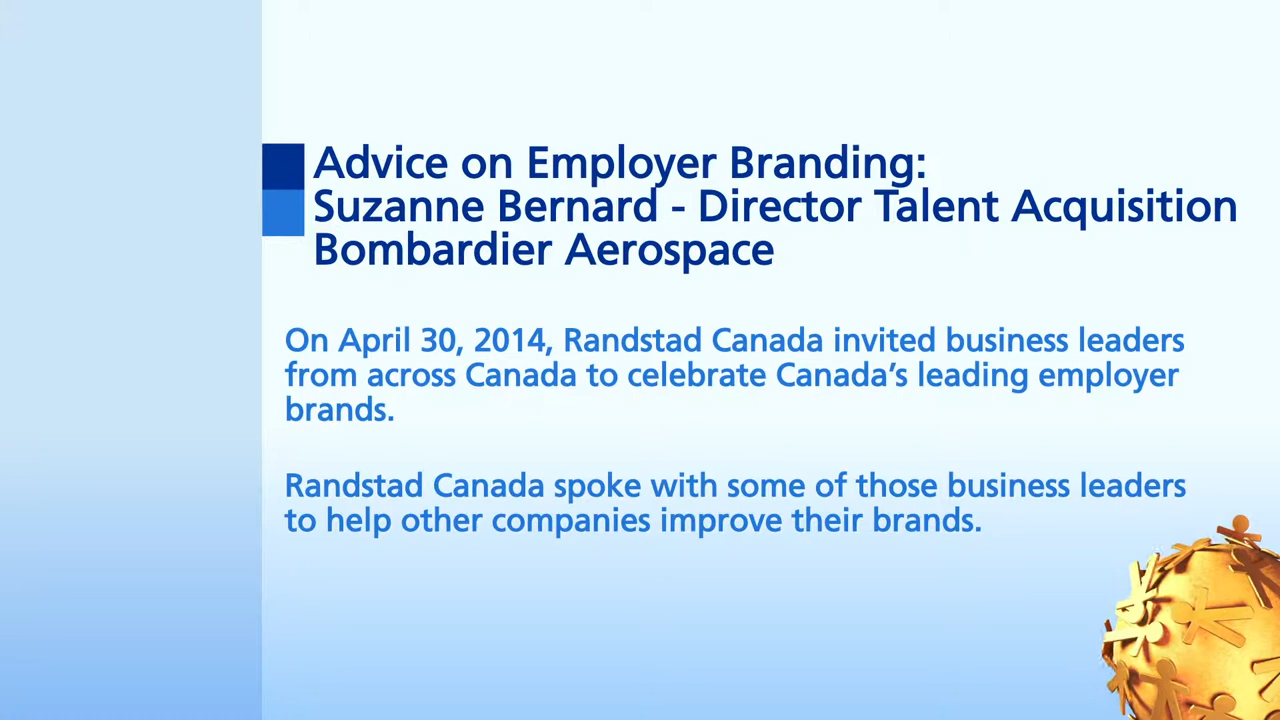 Advice on Employer Branding:
Suzanne Bernard - Director Talent Acquisition
Bombardier Aerospace
On April 30, 2014, Randstad Canada invited business leaders
from across Canada to celebrate Canada’s leading employer
brands.
Randstad Canada spoke with some of those business leaders
to help other companies improve their brands.